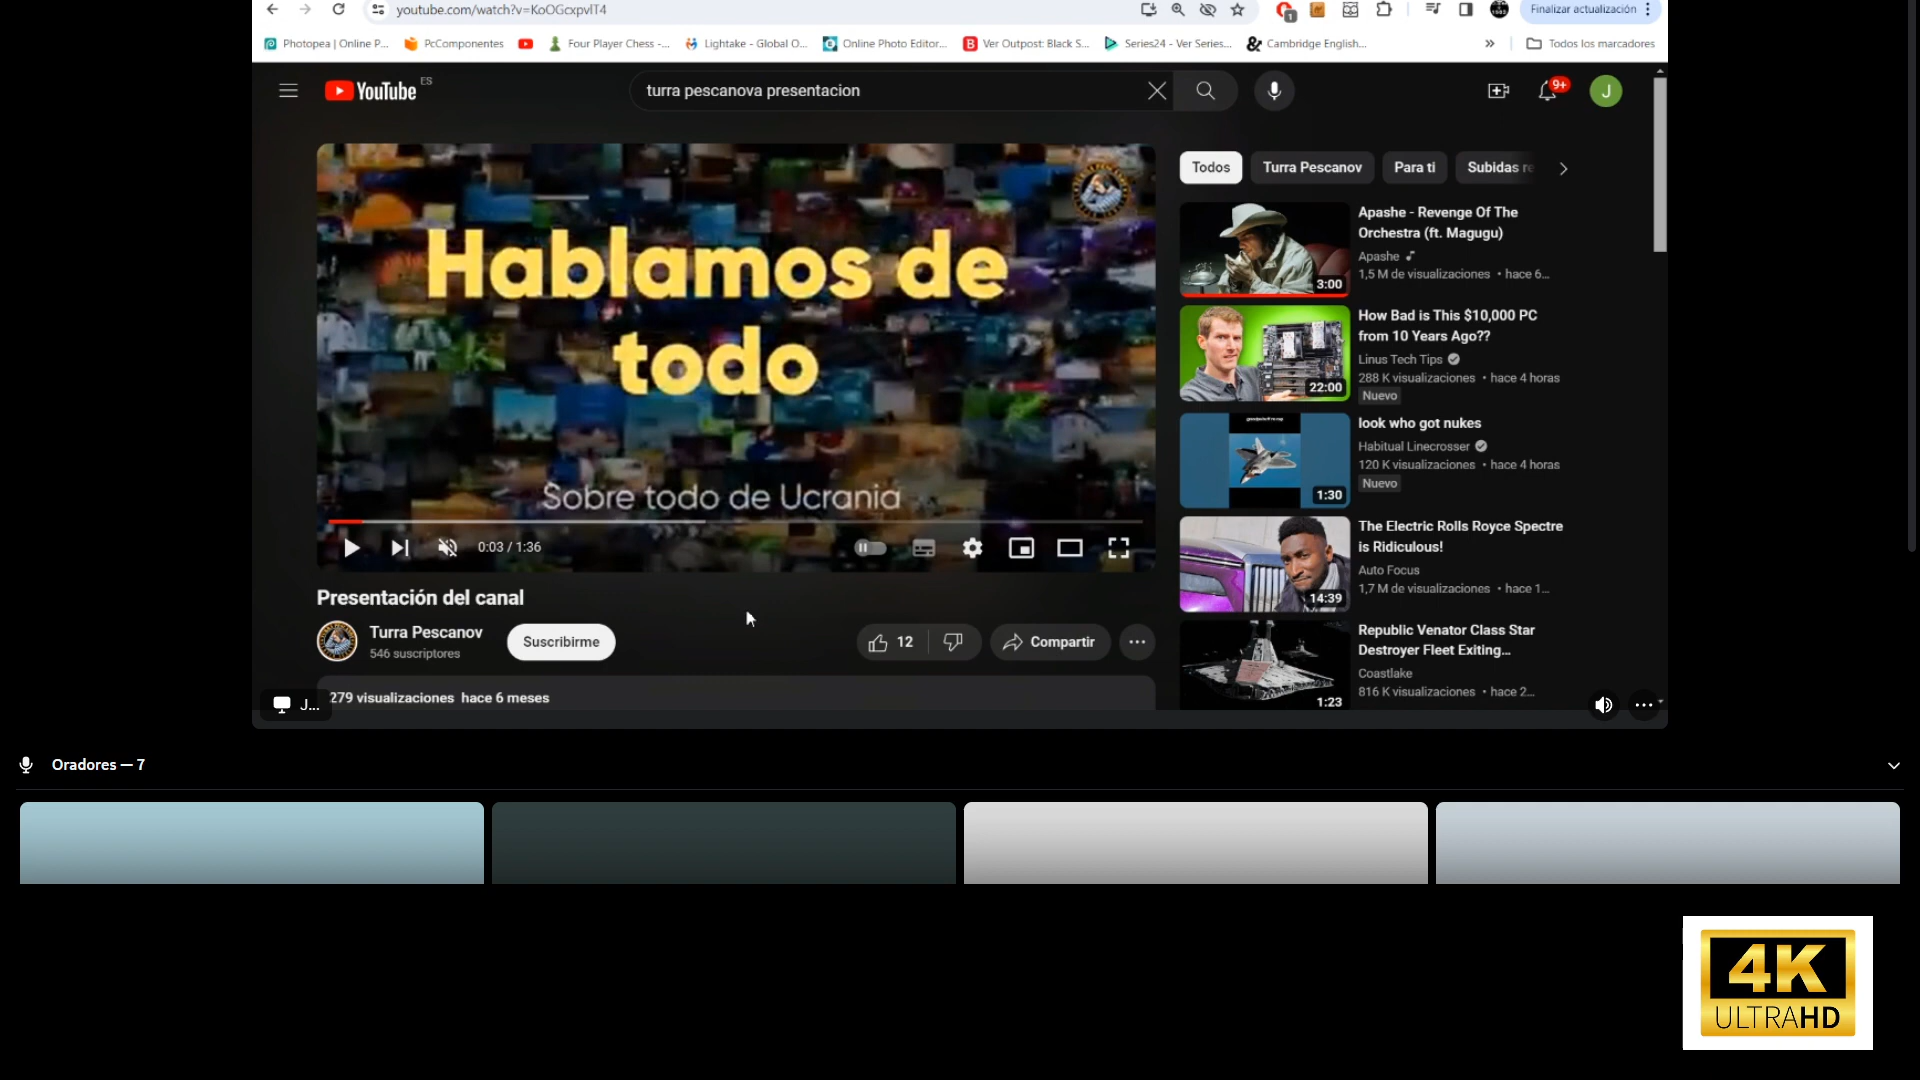 youtube.com/watch?v=KoOGcxpvlT4
1
Finalizar actualización
Photopea | Online P...
PcComponentes
Four Player Chess -...
Lightake - Global O...
Online Photo Editor...
Ver Outpost: Black S...
Series24 - Ver Series...
Cambridge English...
»
Todos los marcadores
YouTube ES
turra pescanova presentacion
9+
J
Hablamos de
todo
Sobre todo de Ucrania
0:03 / 1:36
Presentación del canal
Turra Pescanov
546 suscriptores
Suscribirme
12
Compartir
279 visualizaciones hace 6 meses
J...
Todos
Turra Pescanov
Para ti
Subidas re
Apashe - Revenge Of The
Orchestra (ft. Magugu)
Apashe
1,5 M de visualizaciones • hace 6...
3:00
How Bad is This $10,000 PC
from 10 Years Ago??
Linus Tech Tips
288 K visualizaciones • hace 4 horas
Nuevo
22:00
look who got nukes
Habitual Linecrosser
120 K visualizaciones • hace 4 horas
Nuevo
1:30
The Electric Rolls Royce Spectre
is Ridiculous!
Auto Focus
1,7 M de visualizaciones • hace 1...
14:39
Republic Venator Class Star
Destroyer Fleet Exiting...
Coastlake
816 K visualizaciones • hace 2...
1:23
Oradores — 7
4K
ULTRAHD